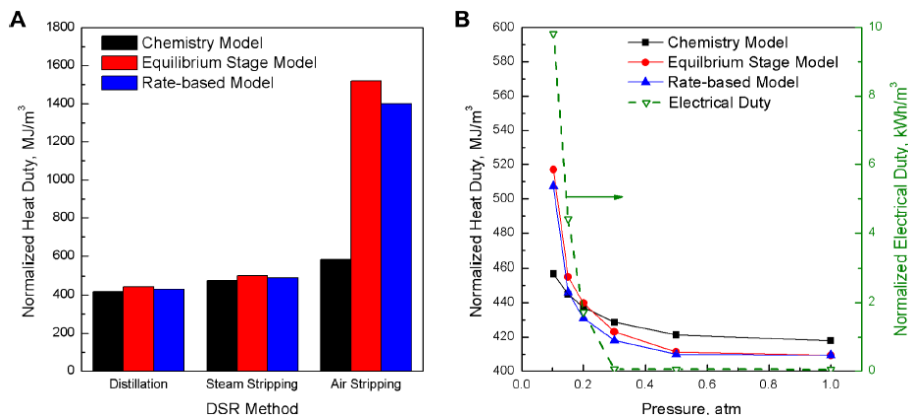 A
Normalized Heat Duty, MJ/m³
1800
1600
1400
1200
1000
800
600
400
200
0
Chemistry Model
Equilibrium Stage Model
Rate-based Model
Distillation
Steam Stripping
Air Stripping
DSR Method
B
Normalized Heat Duty, MJ/m³
600
580
560
540
520
500
480
460
440
420
400
Chemistry Model
Equilibrium Stage Model
Rate-based Model
Electrical Duty
0.0
0.2
0.4
0.6
0.8
1.0
Pressure, atm
10
8
6
4
2
0
Normalized Electrical Duty, kWh/m³